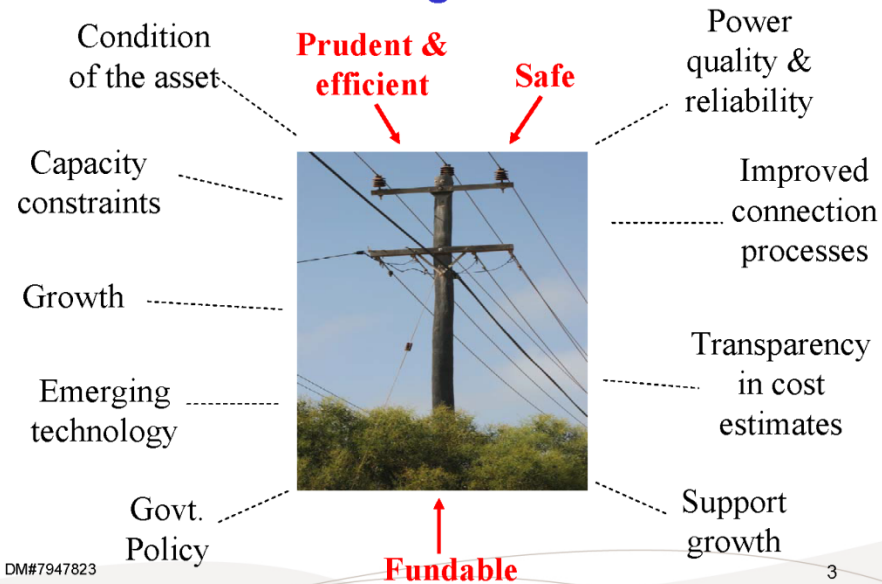 Condition
of the asset
Prudent &
efficient
Safe
Power
quality &
reliability
Capacity
constraints
Improved
connection
processes
Growth
Transparency
in cost
estimates
Emerging
technology
Govt.
Policy
Support
growth
Fundable
DM#7947823
3